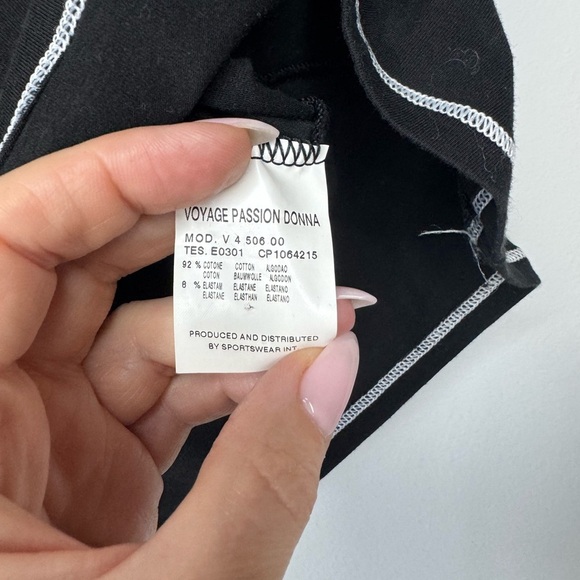 VOYAGE PASSION DONNA
MOD. V 4 506 00
TES. E0301 CP1064215
92 % COTONE COTTON ALGODAO
COTON BAUMWOLLE ALGODON
8 % ELASTAM ELASTANE ELASTANO
ELASTANE ELASTHAN ELASTANO
PRODUCED AND DISTRIBUTED
BY SPORTSWEAR INT.